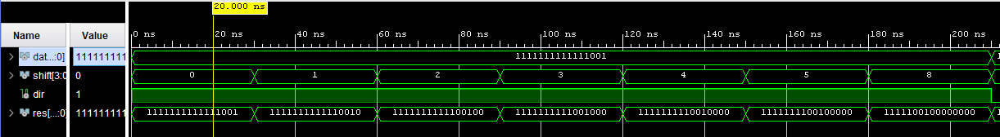 20.000 ns
Name Value 0 ns 20 ns 40 ns 60 ns 80 ns 100 ns 120 ns 140 ns 160 ns 180 ns 200 ns
dat...:0] 111111111 1111111111111001
shift[3:0 0 0 1 2 3 4 5 8
dir 1
res[...:0] 111111111 1111111111111001 1111111111110010 1111111111100100 1111111111001000 1111111110010000 1111111100100000 1111100100000000